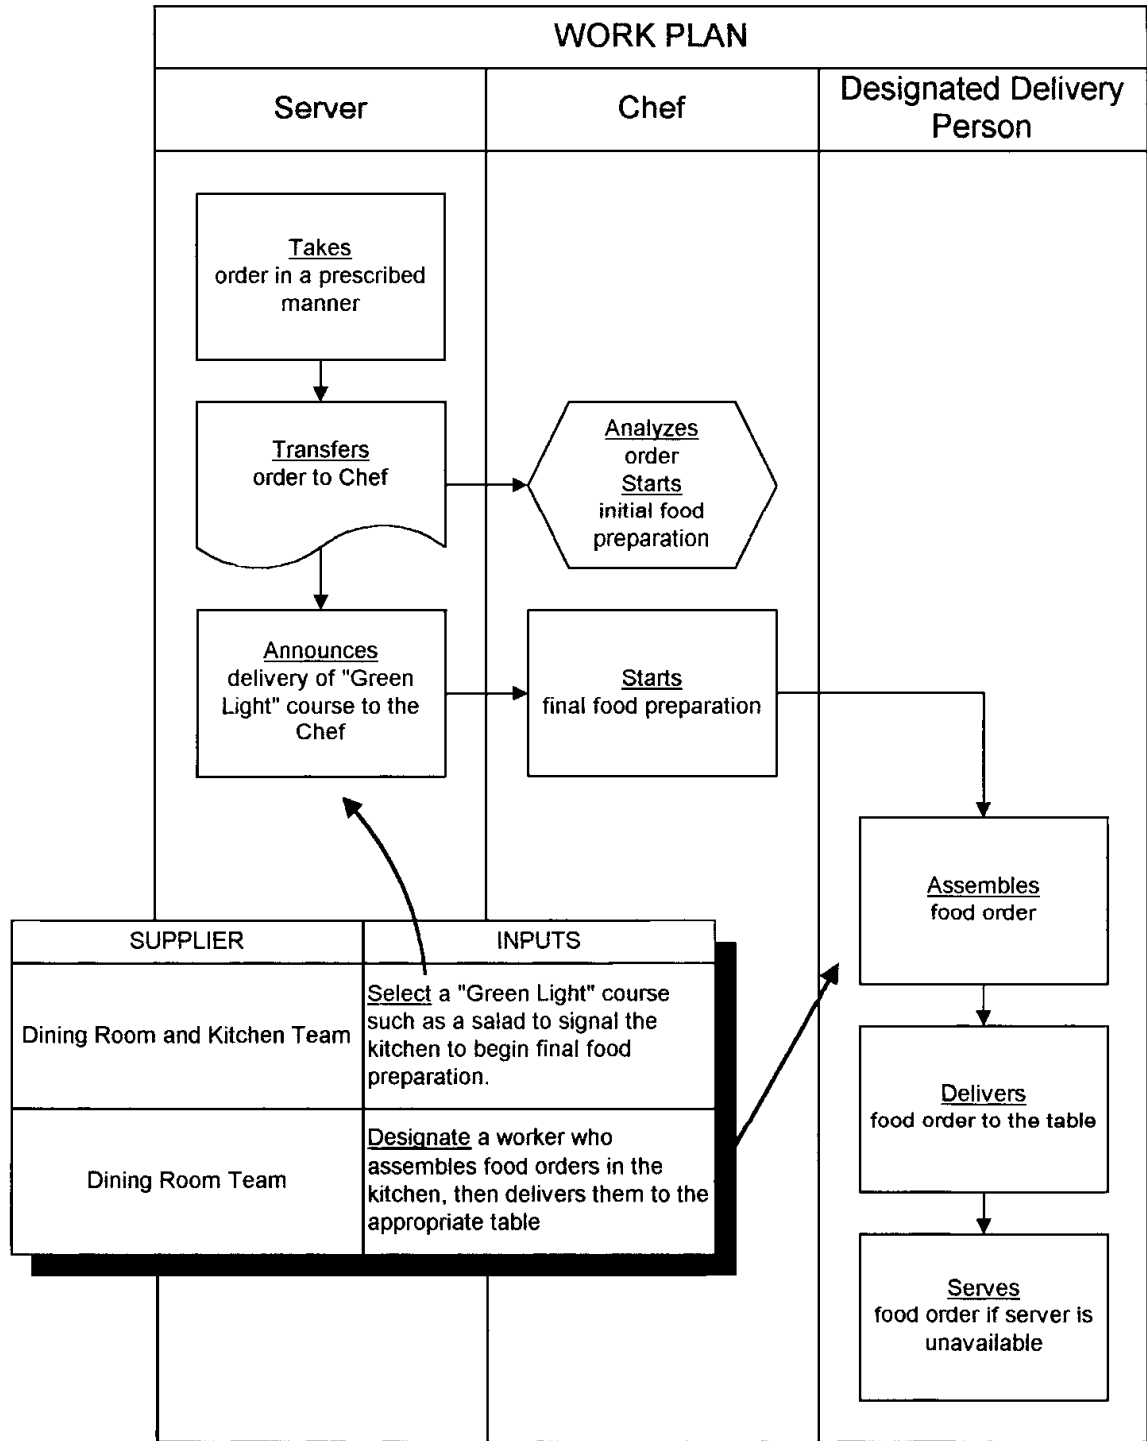 WORK PLAN
Server
Chef
Designated Delivery
Person
Takes
order in a prescribed
manner
Transfers
order to Chef
Analyzes
order
Starts
initial food
preparation
Announces
delivery of "Green
Light" course to the
Chef
Starts
final food preparation
Assembles
food order
SUPPLIER
INPUTS
Dining Room and Kitchen Team
Select a "Green Light" course
such as a salad to signal the
kitchen to begin final food
preparation.
Delivers
food order to the table
Dining Room Team
Designate a worker who
assembles food orders in the
kitchen, then delivers them to the
appropriate table
Serves
food order if server is
unavailable